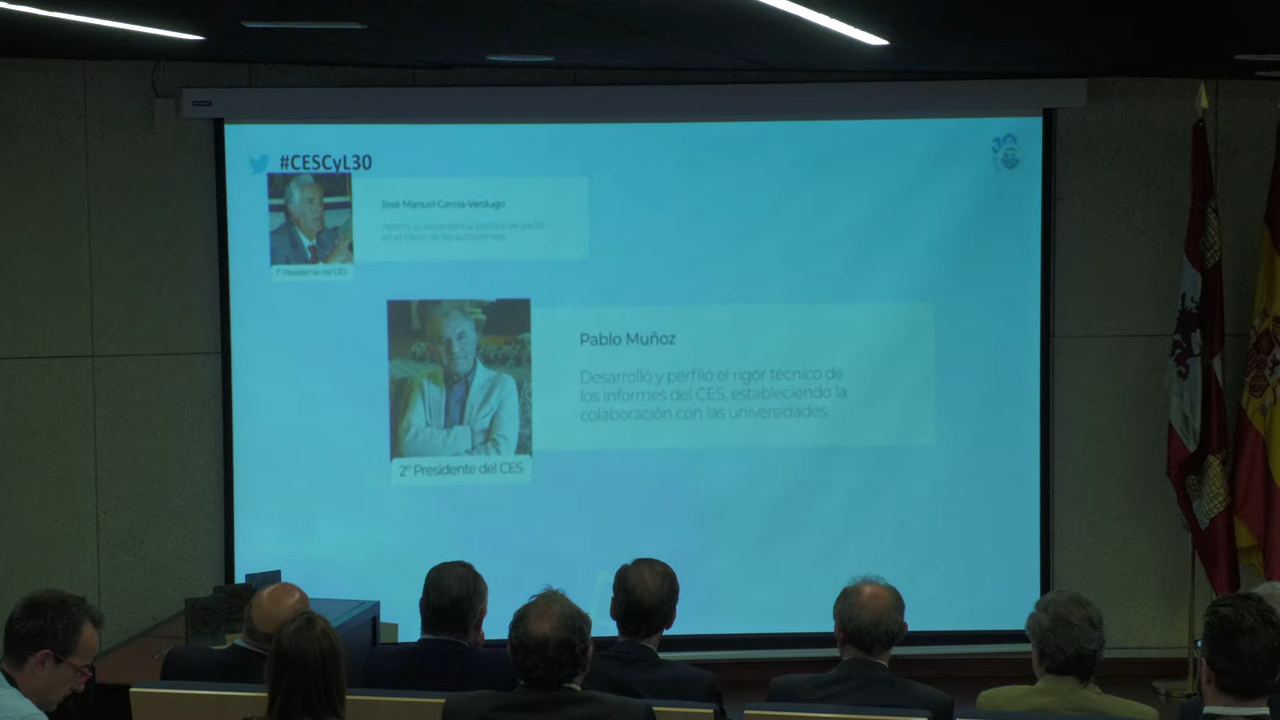 #CESCyL30
José Manuel García-Verdugo
1º Presidente del CES
Pablo Muñoz
Desarrolló y perfiló el rigor técnico de
los informes del CES, estableciendo la
colaboración con las universidades.
2º Presidente del CES